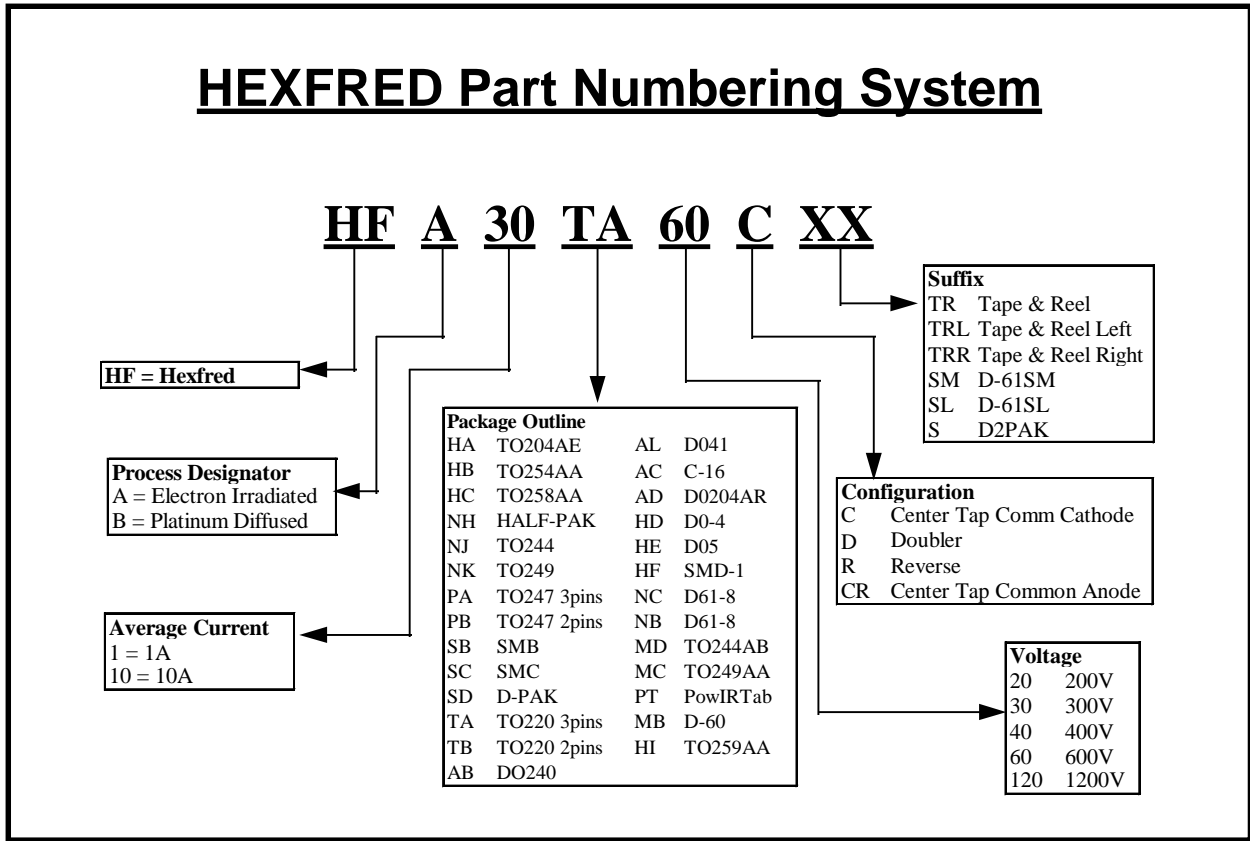 HEXFRED Part Numbering System
HF A 30 TA 60 C XX
HF = Hexfred
Process Designator
A = Electron Irradiated
B = Platinum Diffused
Average Current
1 = 1A
10 = 10A
Package Outline
HA TO204AE AL D041
HB TO254AA AC C-16
HC TO258AA AD D0204AR
NH HALF-PAK HD D0-4
NJ TO244 HE D05
NK TO249 HF SMD-1
PA TO247 3pins NC D61-8
PB TO247 2pins NB D61-8
SB SMB MD TO244AB
SC SMC MC TO249AA
SD D-PAK PT PowIRTab
TA TO220 3pins MB D-60
TB TO220 2pins HI TO259AA
AB DO240
Suffix
TR Tape & Reel
TRL Tape & Reel Left
TRR Tape & Reel Right
SM D-61SM
SL D-61SL
S D2PAK
Configuration
C Center Tap Comm Cathode
D Doubler
R Reverse
CR Center Tap Common Anode
Voltage
20 200V
30 300V
40 400V
60 600V
120 1200V